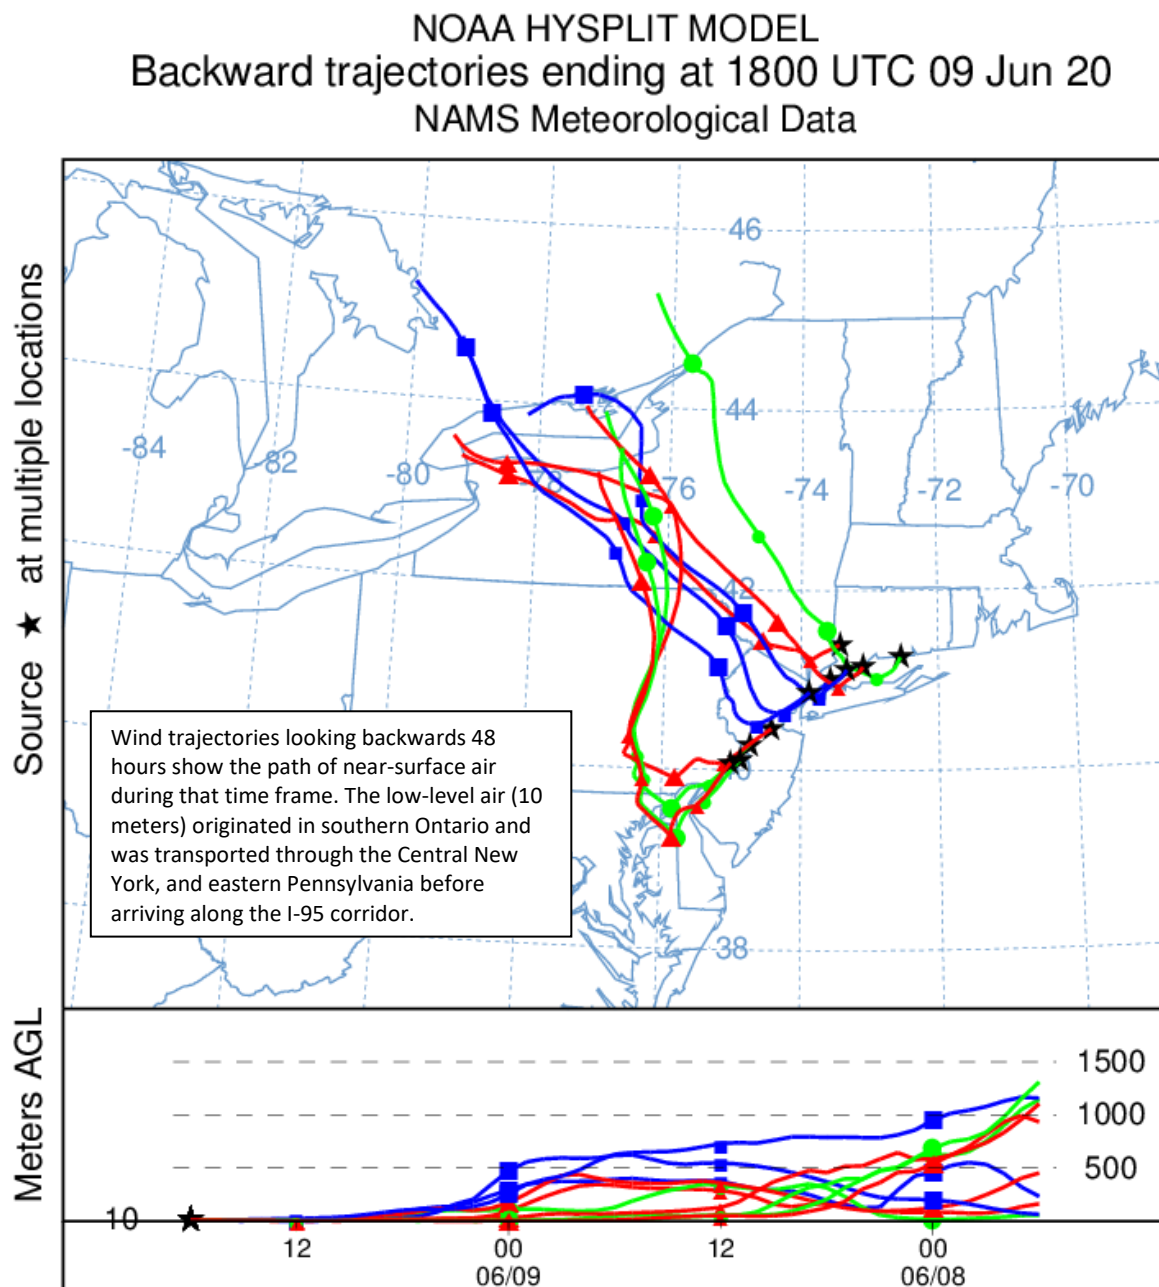 NOAA HYSPLIT MODEL
Backward trajectories ending at 1800 UTC 09 Jun 20
NAMS Meteorological Data
Source ★ at multiple locations
46
44
-84
-82
-80
-78
-76
-74
-72
-70
42
40
38
Wind trajectories looking backwards 48
hours show the path of near-surface air
during that time frame. The low-level air (10
meters) originated in southern Ontario and
was transported through the Central New
York, and eastern Pennsylvania before
arriving along the I-95 corridor.
Meters AGL
1500
1000
500
10
12 00 12 00
06/09 06/08